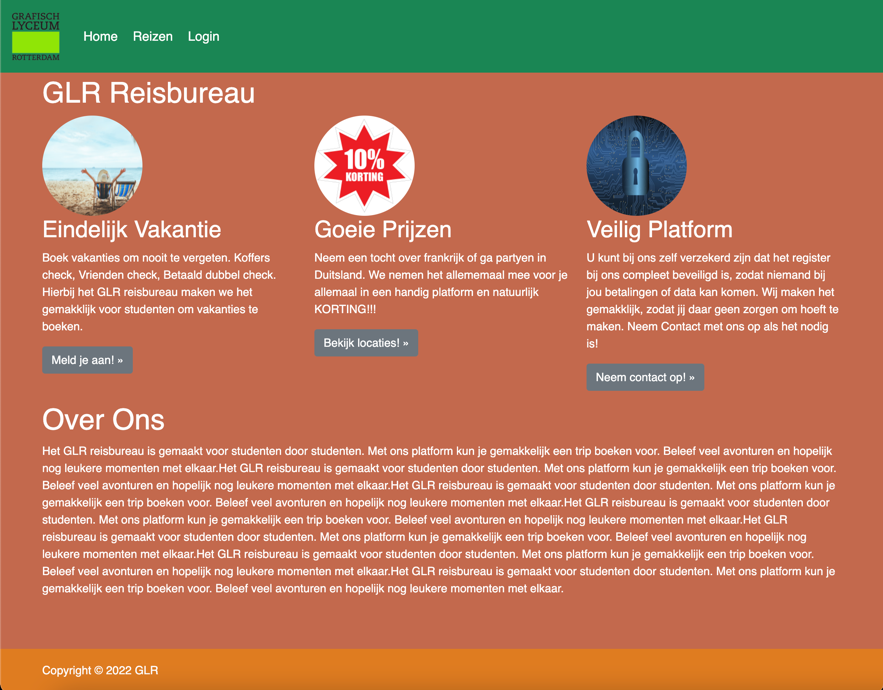 GRAFISCH
LYCEUM
ROTTERDAM
Home Reizen Login
GLR Reisbureau
10%
KORTING
Eindelijk Vakantie
Boek vakanties om nooit te vergeten. Koffers
check, Vrienden check, Betaald dubbel check.
Hierbij het GLR reisbureau maken we het
gemakklijk voor studenten om vakanties te
boeken.
Meld je aan! »
Goeie Prijzen
Neem een tocht over frankrijk of ga partyen in
Duitsland. We nemen het allememaal mee voor je
allemaal in een handig platform en natuurlijk
KORTING!!!
Bekijk locaties! »
Veilig Platform
U kunt bij ons zelf verzekerd zijn dat het register
bij ons compleet beveiligd is, zodat niemand bij
jou betalingen of data kan komen. Wij maken het
gemakklijk, zodat jij daar geen zorgen om hoeft te
maken. Neem Contact met ons op als het nodig
is!
Neem contact op! »
Over Ons
Het GLR reisbureau is gemaakt voor studenten door studenten. Met ons platform kun je gemakkelijk een trip boeken voor. Beleef veel avonturen en hopelijk
nog leukere momenten met elkaar.Het GLR reisbureau is gemaakt voor studenten door studenten. Met ons platform kun je gemakkelijk een trip boeken voor.
Beleef veel avonturen en hopelijk nog leukere momenten met elkaar.Het GLR reisbureau is gemaakt voor studenten door studenten. Met ons platform kun je
gemakkelijk een trip boeken voor. Beleef veel avonturen en hopelijk nog leukere momenten met elkaar.Het GLR reisbureau is gemaakt voor studenten door
studenten. Met ons platform kun je gemakkelijk een trip boeken voor. Beleef veel avonturen en hopelijk nog leukere momenten met elkaar.Het GLR
reisbureau is gemaakt voor studenten door studenten. Met ons platform kun je gemakkelijk een trip boeken voor. Beleef veel avonturen en hopelijk nog
leukere momenten met elkaar.Het GLR reisbureau is gemaakt voor studenten door studenten. Met ons platform kun je gemakkelijk een trip boeken voor.
Beleef veel avonturen en hopelijk nog leukere momenten met elkaar.Het GLR reisbureau is gemaakt voor studenten door studenten. Met ons platform kun je
gemakkelijk een trip boeken voor. Beleef veel avonturen en hopelijk nog leukere momenten met elkaar.
Copyright © 2022 GLR